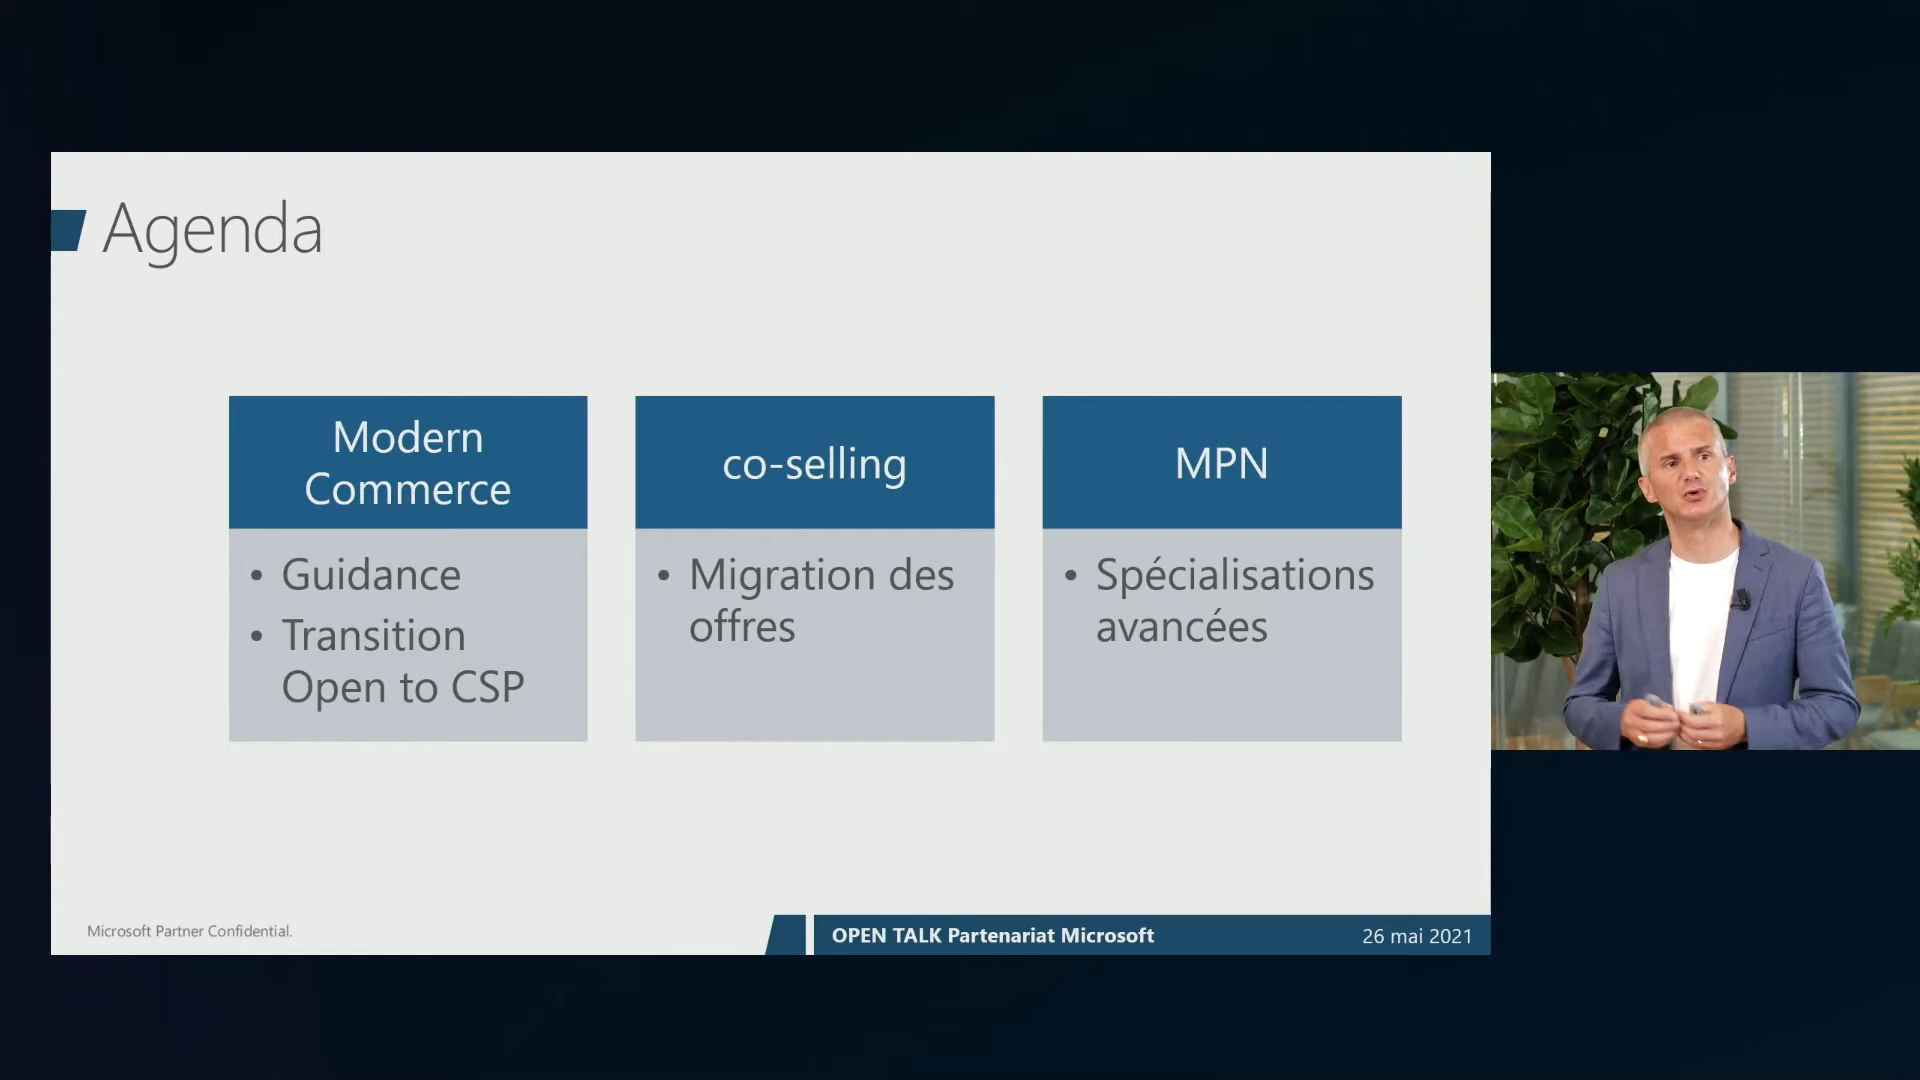 Agenda
Modern
Commerce
• Guidance
• Transition
Open to CSP
co-selling
• Migration des
offres
MPN
• Spécialisations
avancées
Microsoft Partner Confidential.
OPEN TALK Partenariat Microsoft
26 mai 2021